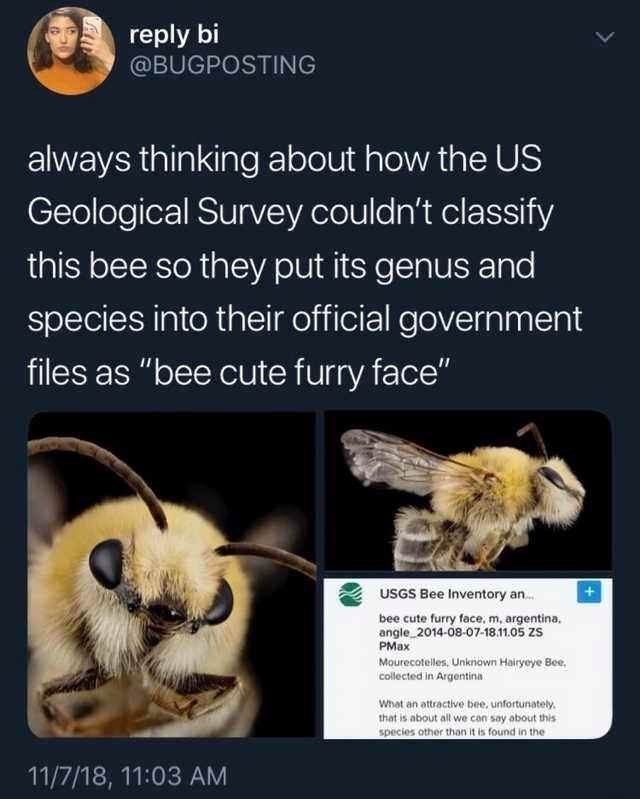 reply bi
@BUGPOSTING
always thinking about how the US
Geological Survey couldn't classify
this bee so they put its genus and
species into their official government
files as "bee cute furry face"
USGS Bee Inventory an...
+
bee cute furry face, m, argentina,
angle_2014-08-07-18.11.05 ZS
PMax
Mourecotelles, Unknown Hairyeye Bee,
collected in Argentina
What an attractive bee, unfortunately,
that is about all we can say about this
species other than it is found in the
11/7/18, 11:03 AM